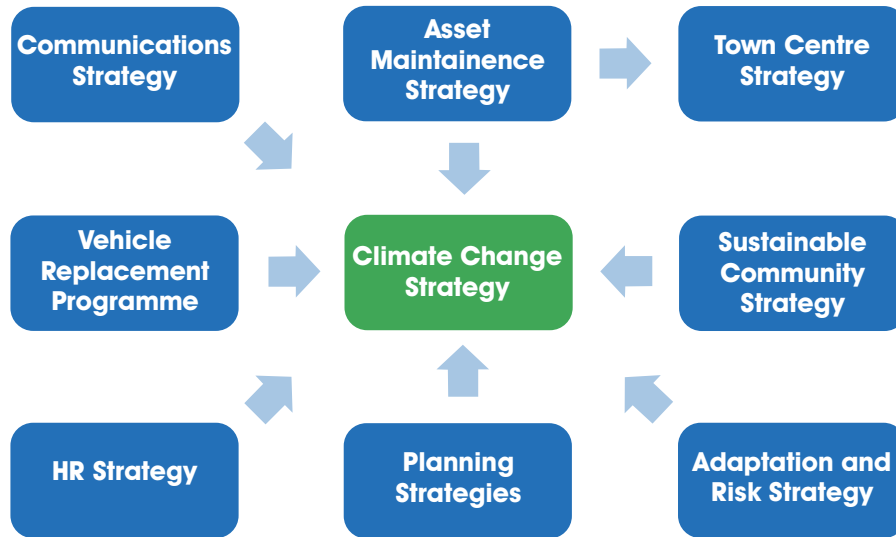 Communications
Strategy
Asset
Maintainence
Strategy
Town Centre
Strategy
Vehicle
Replacement
Programme
Climate Change
Strategy
Sustainable
Community
Strategy
HR Strategy
Planning
Strategies
Adaptation and
Risk Strategy